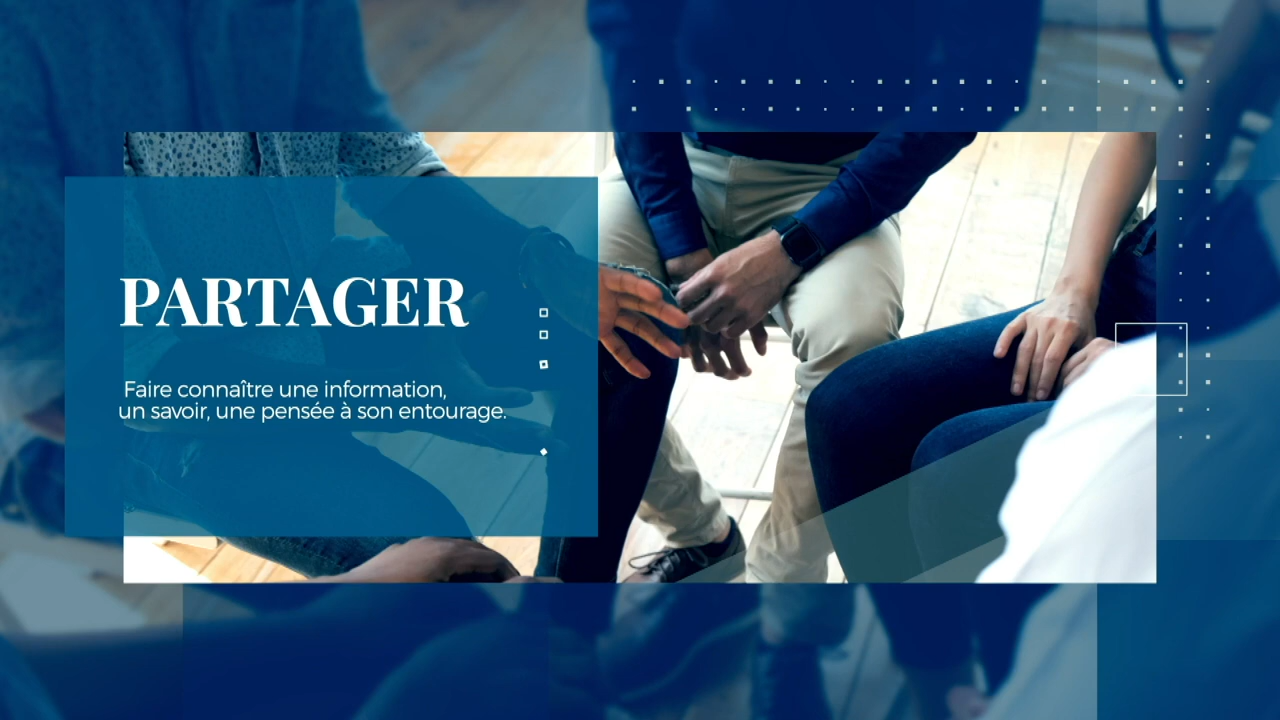 PARTAGER
Faire connaître une information,
un savoir, une pensée à son entourage.